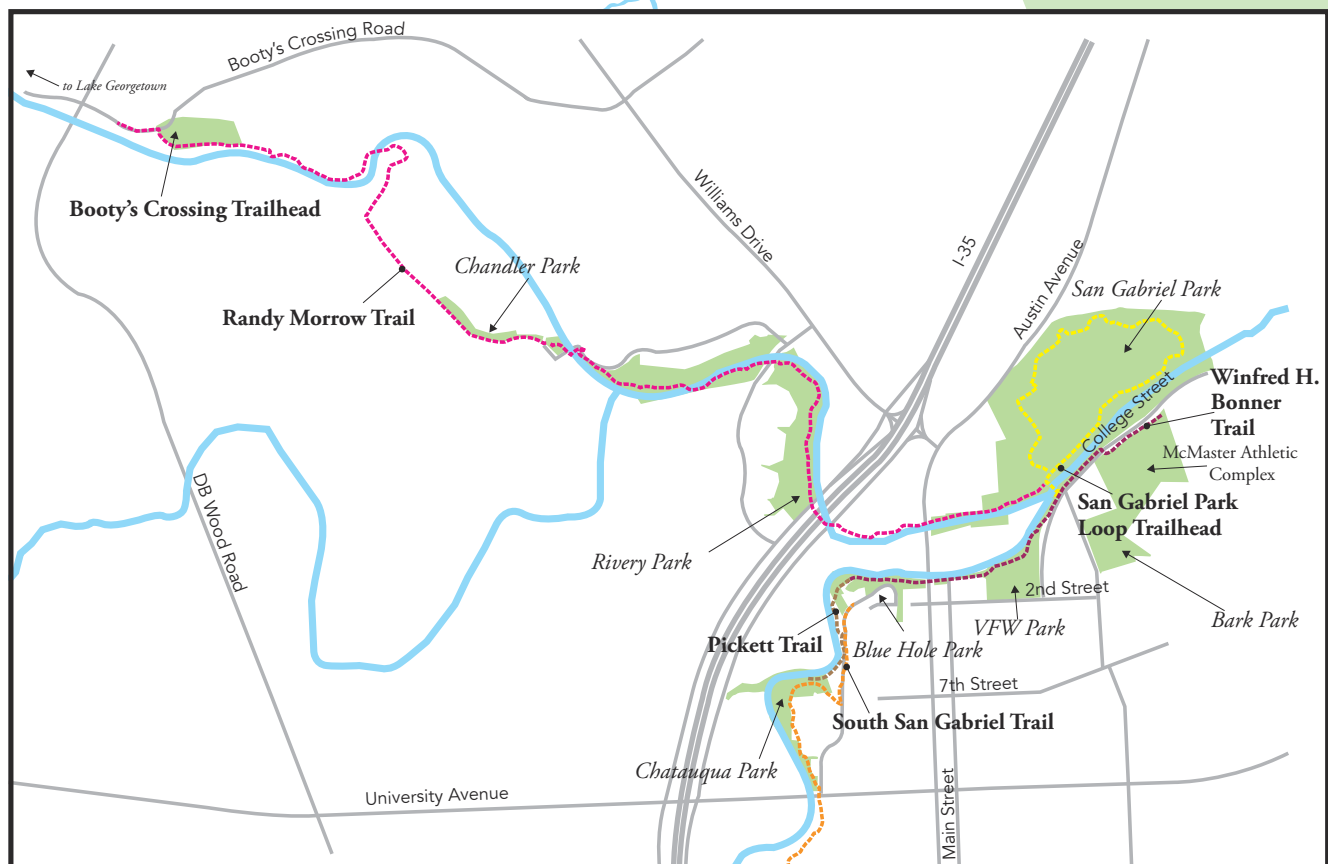 Booty's Crossing Road
to Lake Georgetown
Booty's Crossing Trailhead
Williams Drive
I-35
Austin Avenue
Chandler Park
San Gabriel Park
Randy Morrow Trail
College Street
Winfred H.
Bonner
Trail
McMaster Athletic
Complex
DB Wood Road
San Gabriel Park
Loop Trailhead
Rivery Park
2nd Street
Bark Park
VFW Park
Pickett Trail
Blue Hole Park
7th Street
South San Gabriel Trail
Chatauqua Park
University Avenue
Main Street